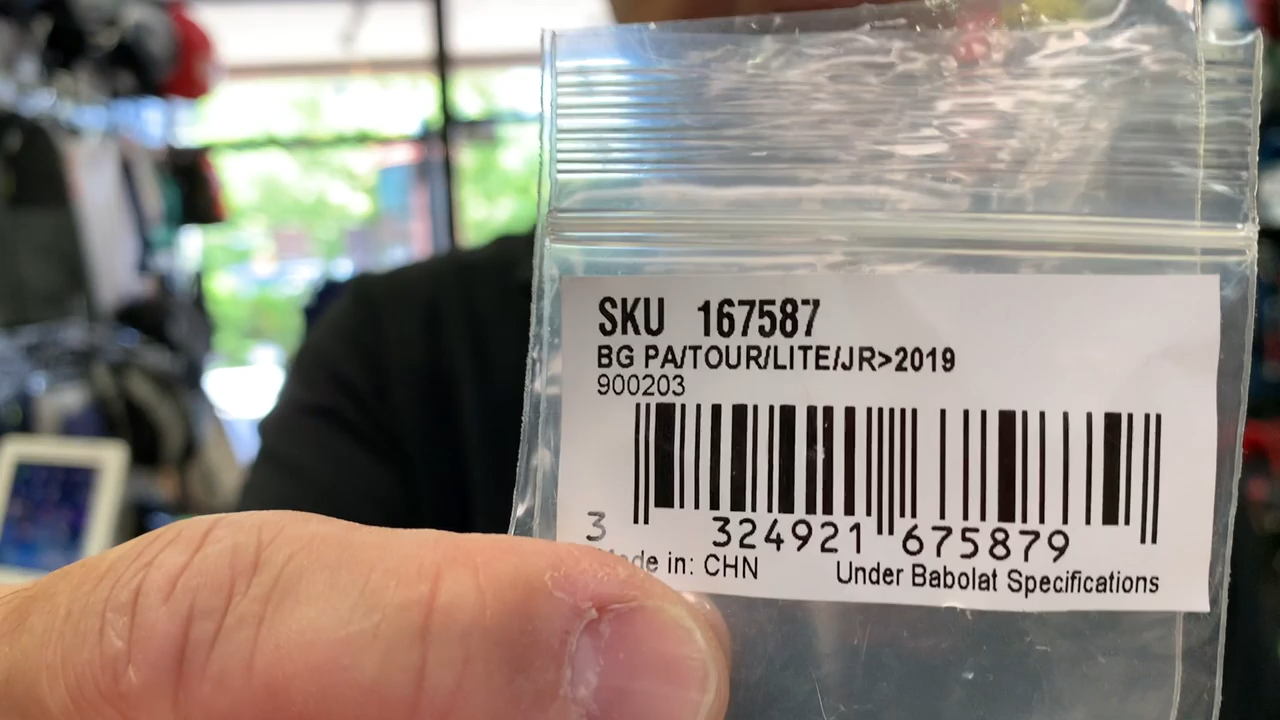 SKU 167587
BG PA/TOUR/LITE/JR>2019
900203
3 324921 675879
in: CHN
Under Babolat Specifications